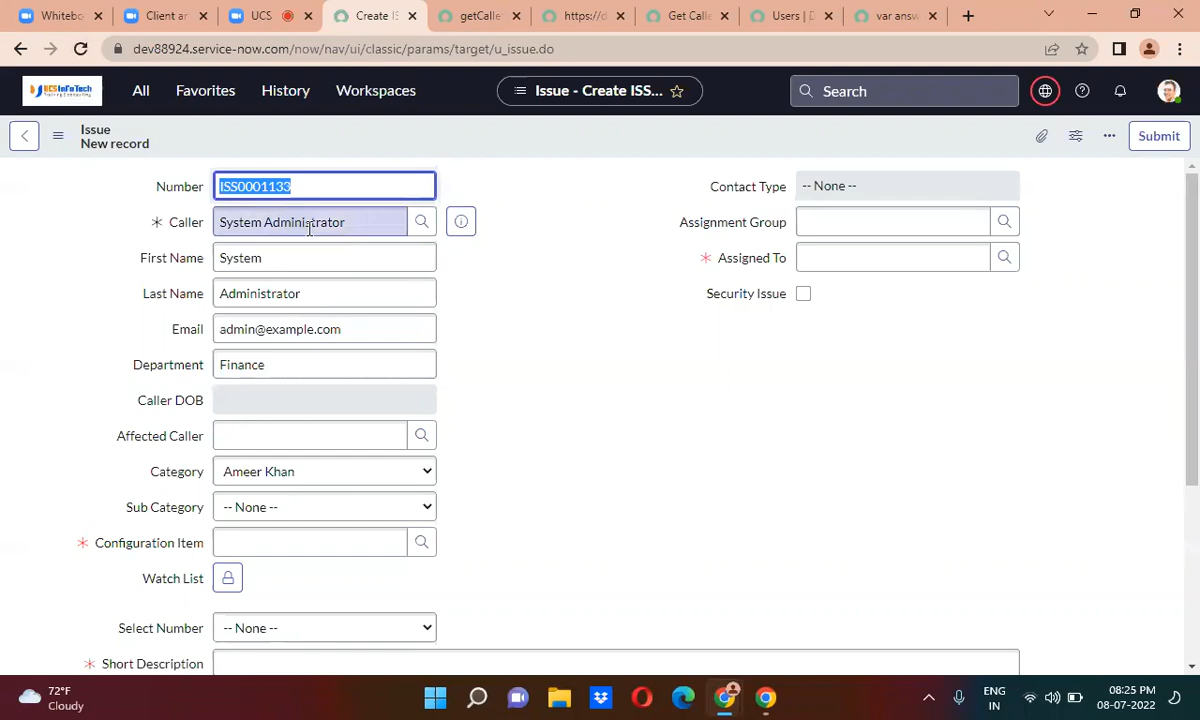 Whitebo
Client ar
UCS
Create IS
getCalle
https://d
Get Calle
Users | D
var answ
dev88924.service-now.com/now/nav/ui/classic/params/target/u_issue.do
UCS InfoTech
All
Favorites
History
Workspaces
Issue - Create ISS...
Search
Issue
New record
Submit
Number
ISS0001133
Caller
System Administrator
First Name
System
Last Name
Administrator
Email
admin@example.com
Department
Finance
Caller DOB
Affected Caller
Category
Ameer Khan
Sub Category
-- None --
Configuration Item
Watch List
Select Number
-- None --
Short Description
Contact Type
-- None --
Assignment Group
Assigned To
Security Issue
72°F
Cloudy
ENG
IN
08:25 PM
08-07-2022